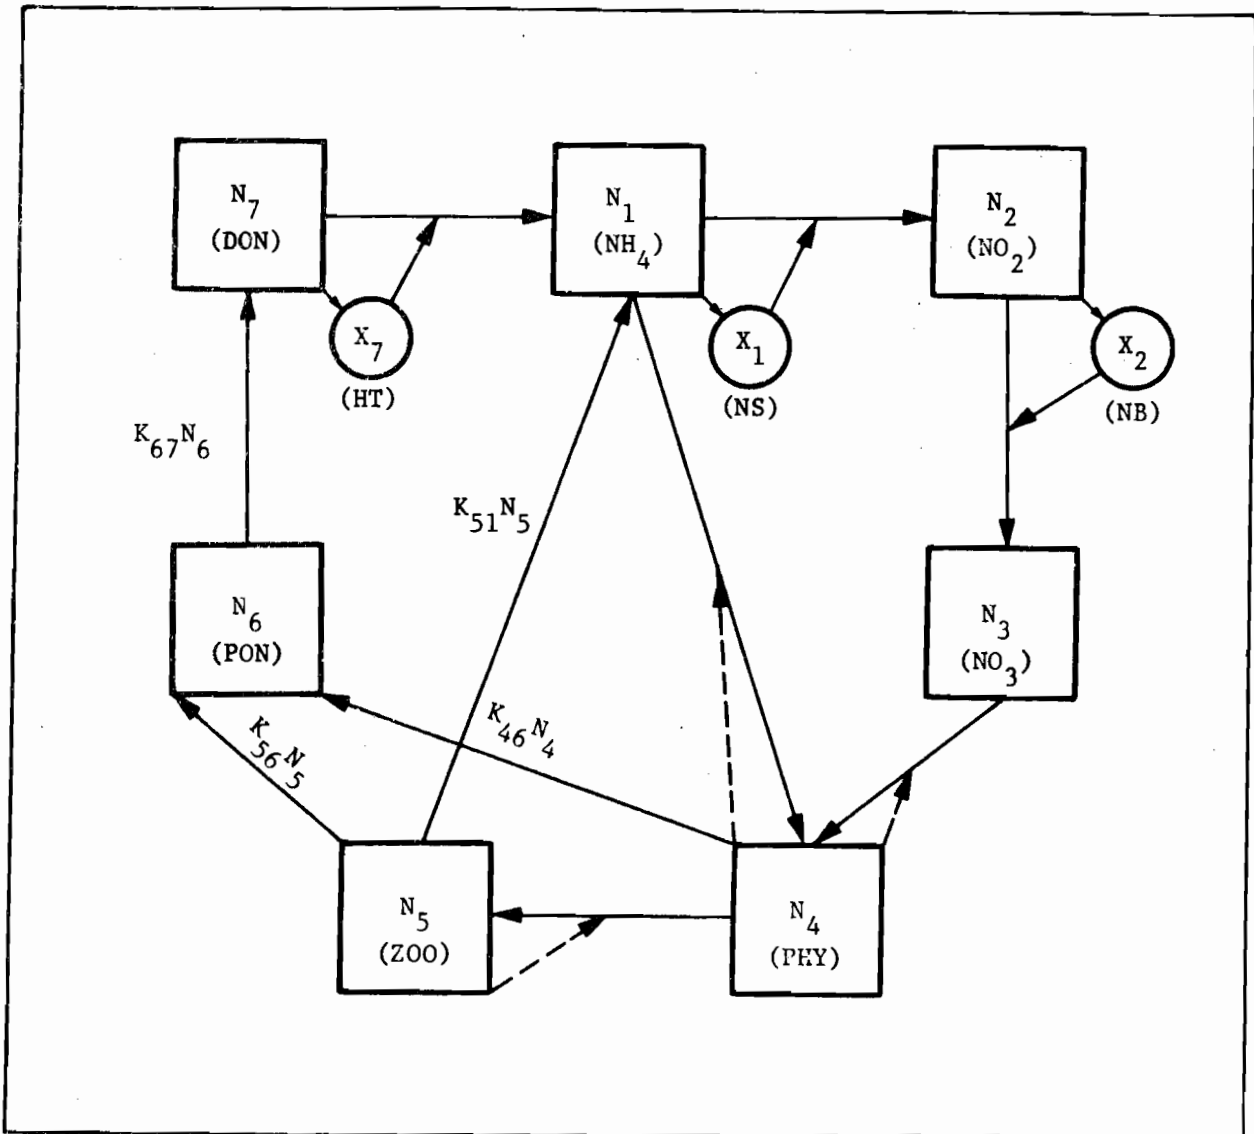 N7
(DON)
N1
(NH4)
N2
(NO2)
X7
(HT)
X1
(NS)
X2
(NB)
K67N6
K51N5
N6
(PON)
N3
(NO3)
K56N5
K46N4
N5
(ZOO)
N4
(PHY)